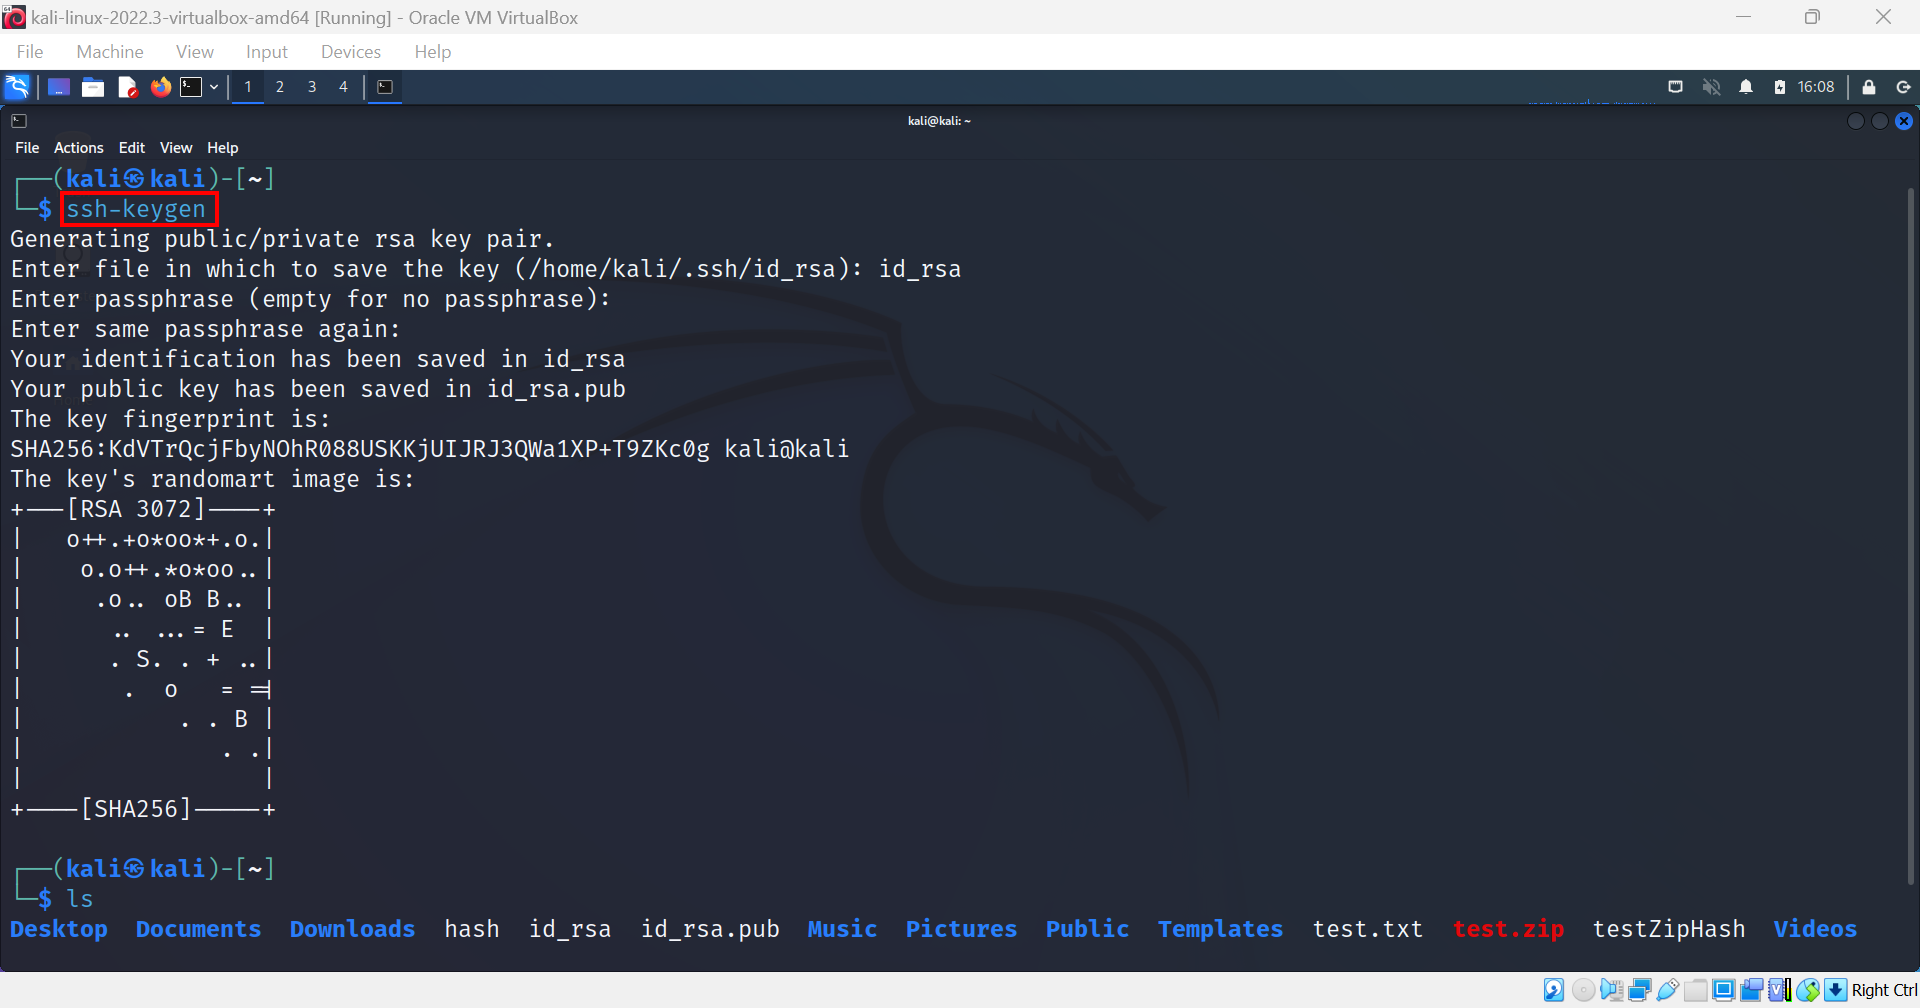 kali-linux-2022.3-virtualbox-amd64 [Running] - Oracle VM VirtualBox
File Machine View Input Devices Help
1 2 3 4 16:08
kali@kali: ~
File Actions Edit View Help
┌──(kali㉿kali)-[~]
└─$ ssh-keygen
Generating public/private rsa key pair.
Enter file in which to save the key (/home/kali/.ssh/id_rsa): id_rsa
Enter passphrase (empty for no passphrase):
Enter same passphrase again:
Your identification has been saved in id_rsa
Your public key has been saved in id_rsa.pub
The key fingerprint is:
SHA256:KdVTrQcjFbyNOhR088USKKjUIJRJ3QWa1XP+T9ZKc0g kali@kali
The key's randomart image is:
+---[RSA 3072]----+
|   o++.+o*oo*+.o.|
|    o.o++.*o*oo..|
|     .o.. oB B.. |
|      ..  ...= E  |
|      . S. . + ..|
|       .  o   = ==|
|           . . B |
|              . .|
|                 |
+----[SHA256]-----+
┌──(kali㉿kali)-[~]
└─$ ls
Desktop Documents Downloads hash id_rsa id_rsa.pub Music Pictures Public Templates test.txt test.zip testZipHash Videos
Right Ctrl